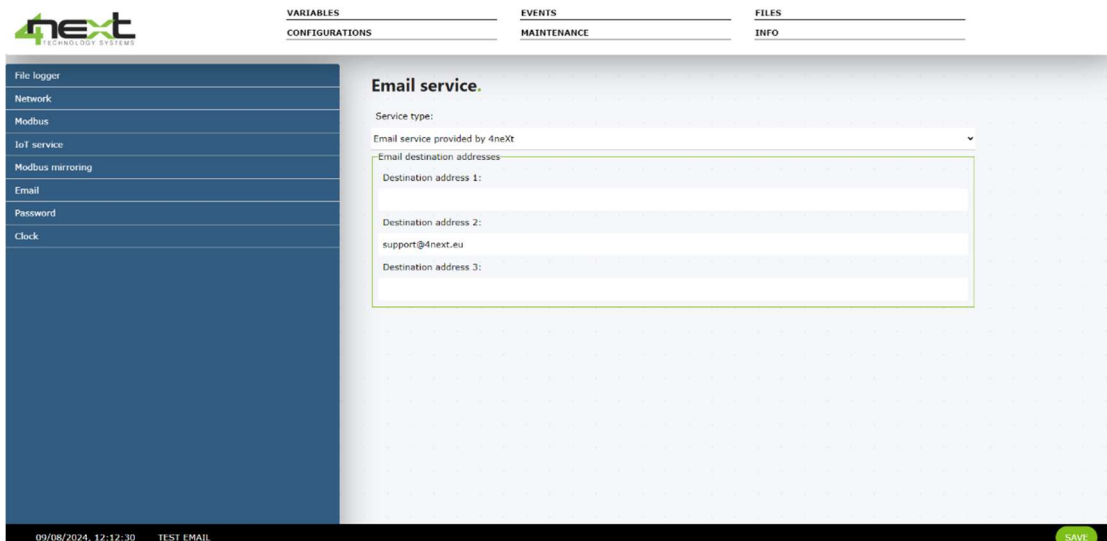 4neXt
TECHNOLOGY SYSTEMS
VARIABLES
EVENTS
FILES
CONFIGURATIONS
MAINTENANCE
INFO
File logger
Network
Modbus
IoT service
Modbus mirroring
Email
Password
Clock
Email service.
Service type:
Email service provided by 4neXt
Email destination addresses
Destination address 1:
Destination address 2:
support@4next.eu
Destination address 3:
09/08/2024, 12:12:30 TEST EMAIL
SAVE